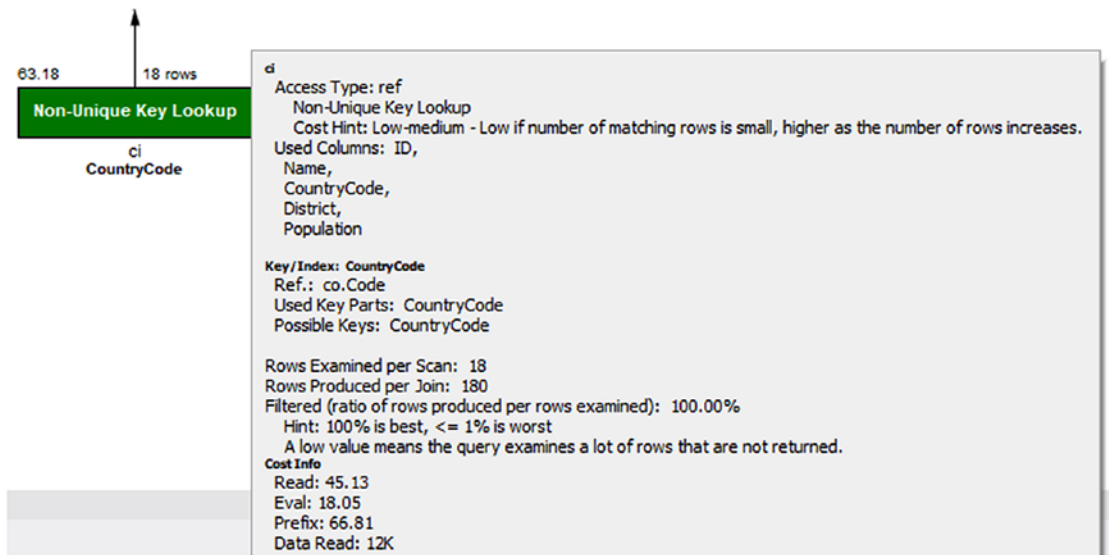 63.18
18 rows
Non-Unique Key Lookup
ci
CountryCode
ci
Access Type: ref
Non-Unique Key Lookup
Cost Hint: Low-medium - Low if number of matching rows is small, higher as the number of rows increases.
Used Columns: ID,
Name,
CountryCode,
District,
Population
Key/Index: CountryCode
Ref.: co.Code
Used Key Parts: CountryCode
Possible Keys: CountryCode
Rows Examined per Scan: 18
Rows Produced per Join: 180
Filtered (ratio of rows produced per rows examined): 100.00%
Hint: 100% is best, <= 1% is worst
A low value means the query examines a lot of rows that are not returned.
Cost Info
Read: 45.13
Eval: 18.05
Prefix: 66.81
Data Read: 12K